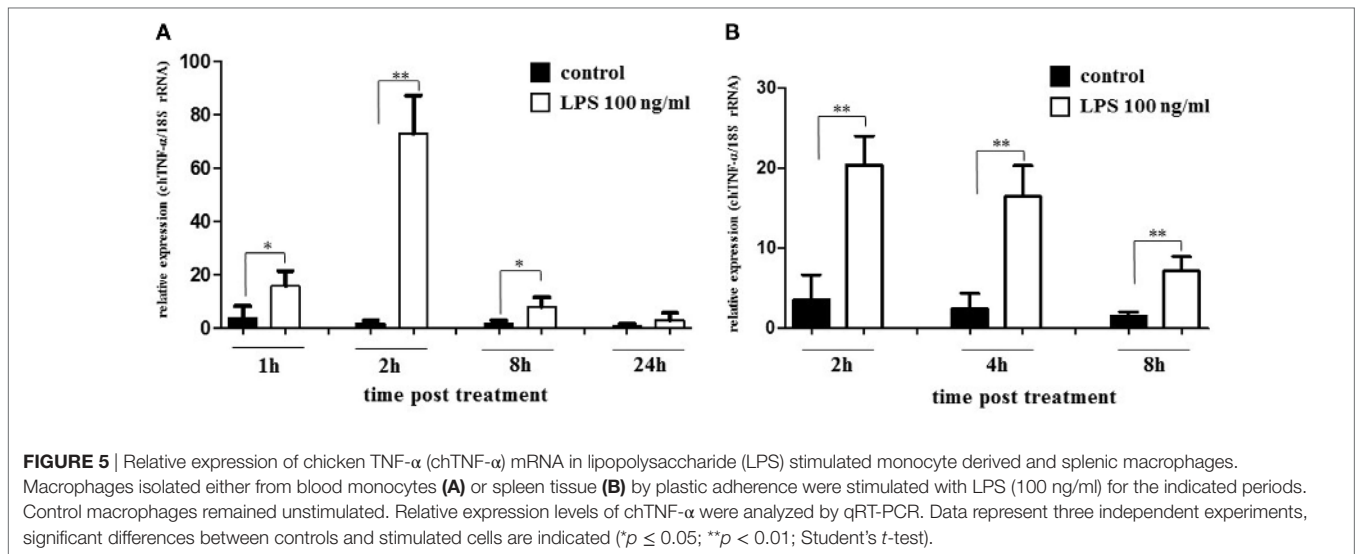 A
relative expression (chTNF-α/18S rRNA)
100
80
60
40
20
0
control
LPS 100 ng/ml
*
**
*
1h 2h 8h 24h
time post treatment
B
relative expression (chTNF-α/18S rRNA)
30
20
10
0
control
LPS 100 ng/ml
**
**
**
2h 4h 8h
time post treatment
FIGURE 5 | Relative expression of chicken TNF-α (chTNF-α) mRNA in lipopolysaccharide (LPS) stimulated monocyte derived and splenic macrophages.
Macrophages isolated either from blood monocytes (A) or spleen tissue (B) by plastic adherence were stimulated with LPS (100 ng/ml) for the indicated periods.
Control macrophages remained unstimulated. Relative expression levels of chTNF-α were analyzed by qRT-PCR. Data represent three independent experiments,
significant differences between controls and stimulated cells are indicated (*p ≤ 0.05; **p < 0.01; Student's t-test).